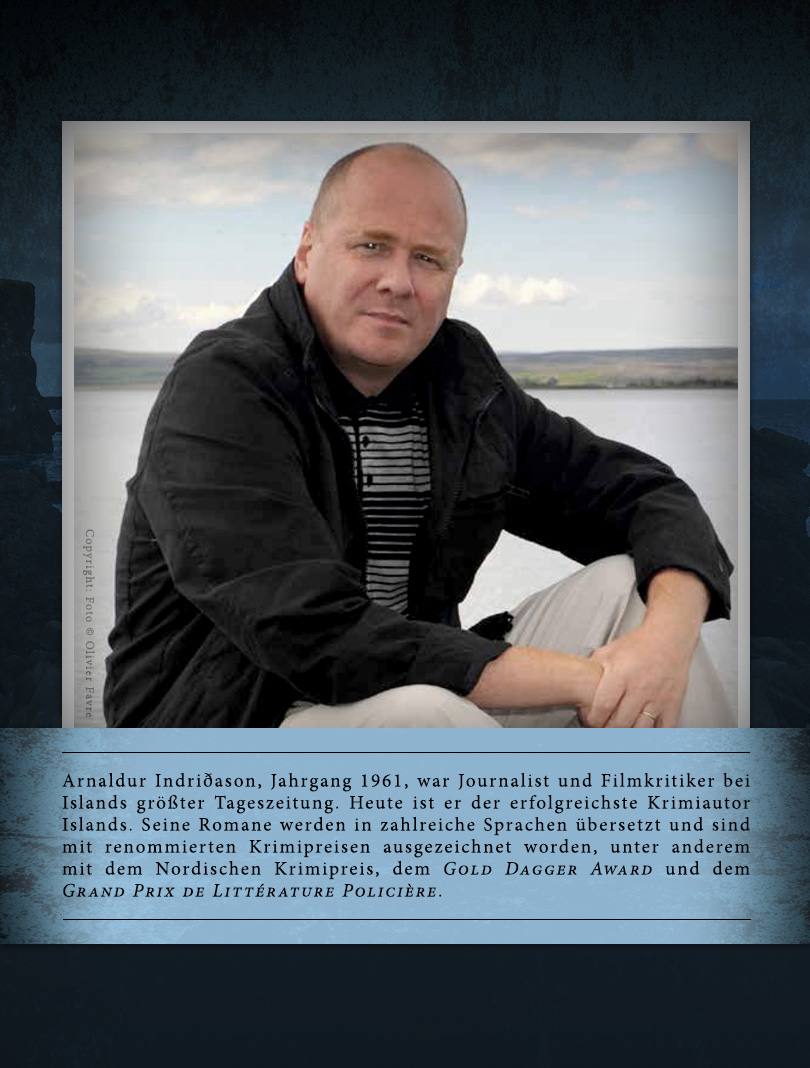 Copyright: Foto © Olivier Favre
Arnaldur Indriðason, Jahrgang 1961, war Journalist und Filmkritiker bei
Islands größter Tageszeitung. Heute ist er der erfolgreichste Krimiautor
Islands. Seine Romane werden in zahlreiche Sprachen übersetzt und sind
mit renommierten Krimipreisen ausgezeichnet worden, unter anderem
mit dem Nordischen Krimipreis, dem Gold Dagger Award und dem
Grand Prix de Littérature Policière.